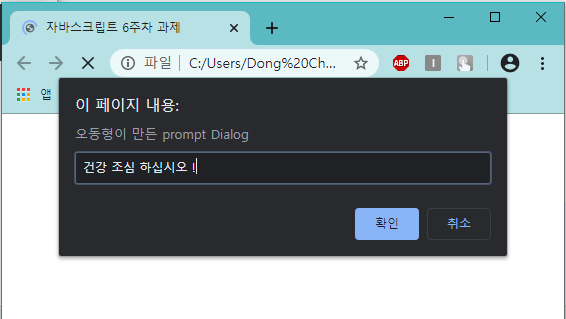 자바스크립트 6주차 과제
파일 C:/Users/Dong%20Ch...
ABP
앱
이 페이지 내용:
오동형이 만든 prompt Dialog
건강 조심 하십시오 !
확인 취소